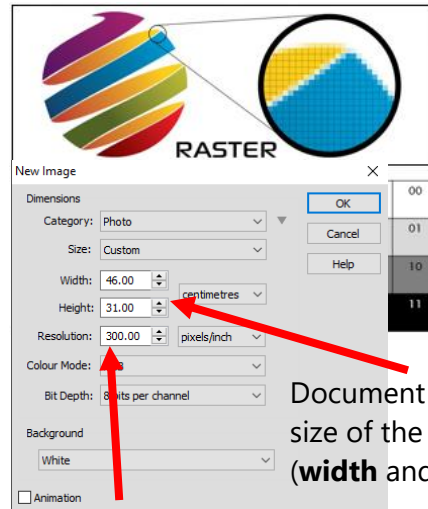 RASTER
New Image
Dimensions
Category: Photo
Size: Custom
Width: 46.00
centimetres
Height: 31.00
Resolution: 300.00 pixels/inch
Colour Mode:
Bit Depth: 8 bits per channel
Background
White
Animation
OK
Cancel
Help
00
01
10
11
Document
size of the
(width and